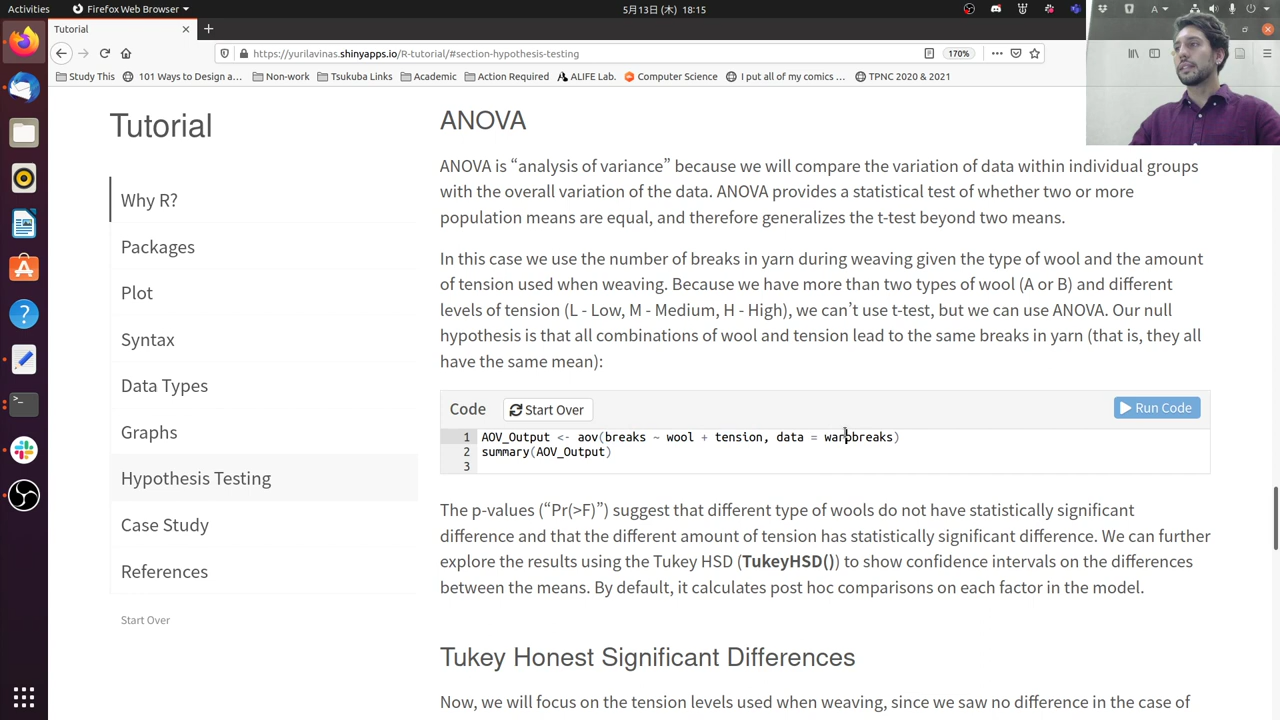 Activities
Firefox Web Browser
5月13日 (木) 18:15
A
Tutorial
https://yurilavinas.shinyapps.io/R-tutorial/#section-hypothesis-testing
170%
Study This
101 Ways to Design a…
Non-work
Tsukuba Links
Academic
Action Required
ALIFE Lab.
Computer Science
I put all of my comics …
TPNC 2020 & 2021
Tutorial
Why R?
Packages
Plot
Syntax
Data Types
Graphs
Hypothesis Testing
Case Study
References
Start Over
ANOVA
ANOVA is “analysis of variance” because we will compare the variation of data within individual groups
with the overall variation of the data. ANOVA provides a statistical test of whether two or more
population means are equal, and therefore generalizes the t-test beyond two means.
In this case we use the number of breaks in yarn during weaving given the type of wool and the amount
of tension used when weaving. Because we have more than two types of wool (A or B) and different
levels of tension (L - Low, M - Medium, H - High), we can’t use t-test, but we can use ANOVA. Our null
hypothesis is that all combinations of wool and tension lead to the same breaks in yarn (that is, they all
have the same mean):
Code
Start Over
Run Code
1 AOV_Output <- aov(breaks ~ wool + tension, data = warpbreaks)
2 summary(AOV_Output)
3
The p-values (“Pr(>F)”) suggest that different type of wools do not have statistically significant
difference and that the different amount of tension has statistically significant difference. We can further
explore the results using the Tukey HSD (TukeyHSD()) to show confidence intervals on the differences
between the means. By default, it calculates post hoc comparisons on each factor in the model.
Tukey Honest Significant Differences
Now, we will focus on the tension levels used when weaving, since we saw no difference in the case of